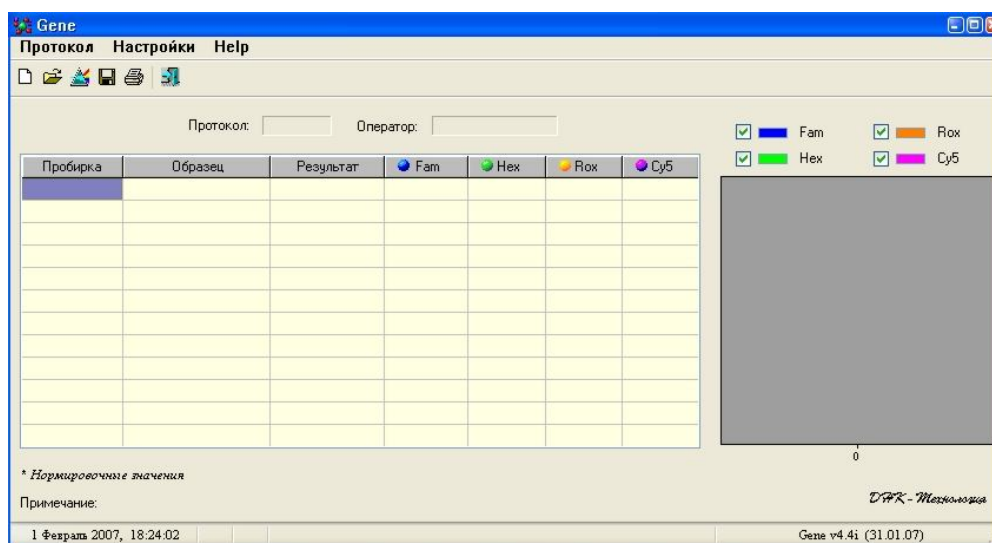 Gene
Протокол Настройки Help
Протокол: Оператор:
Fam Rox
Hex Cy5
Пробирка Образец Результат Fam Hex Rox Cy5
0
* Нормировочные значения
Примечание:
ДНК - Технология
1 Февраль 2007, 18:24:02
Gene v4.4i (31.01.07)